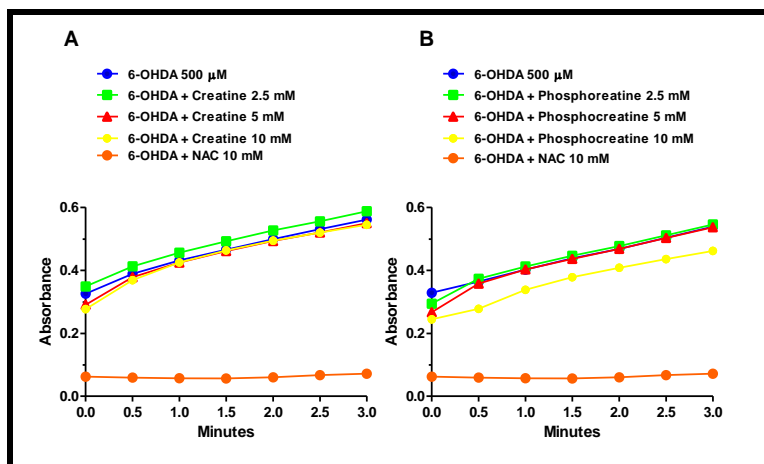 A
6-OHDA 500 μM
6-OHDA + Creatine 2.5 mM
6-OHDA + Creatine 5 mM
6-OHDA + Creatine 10 mM
6-OHDA + NAC 10 mM
0.6
0.4
0.2
0.0
Absorbance
0.0 0.5 1.0 1.5 2.0 2.5 3.0
Minutes
B
6-OHDA 500 μM
6-OHDA + Phosphoreatine 2.5 mM
6-OHDA + Phosphocreatine 5 mM
6-OHDA + Phosphocreatine 10 mM
6-OHDA + NAC 10 mM
0.6
0.4
0.2
0.0
Absorbance
0.0 0.5 1.0 1.5 2.0 2.5 3.0
Minutes